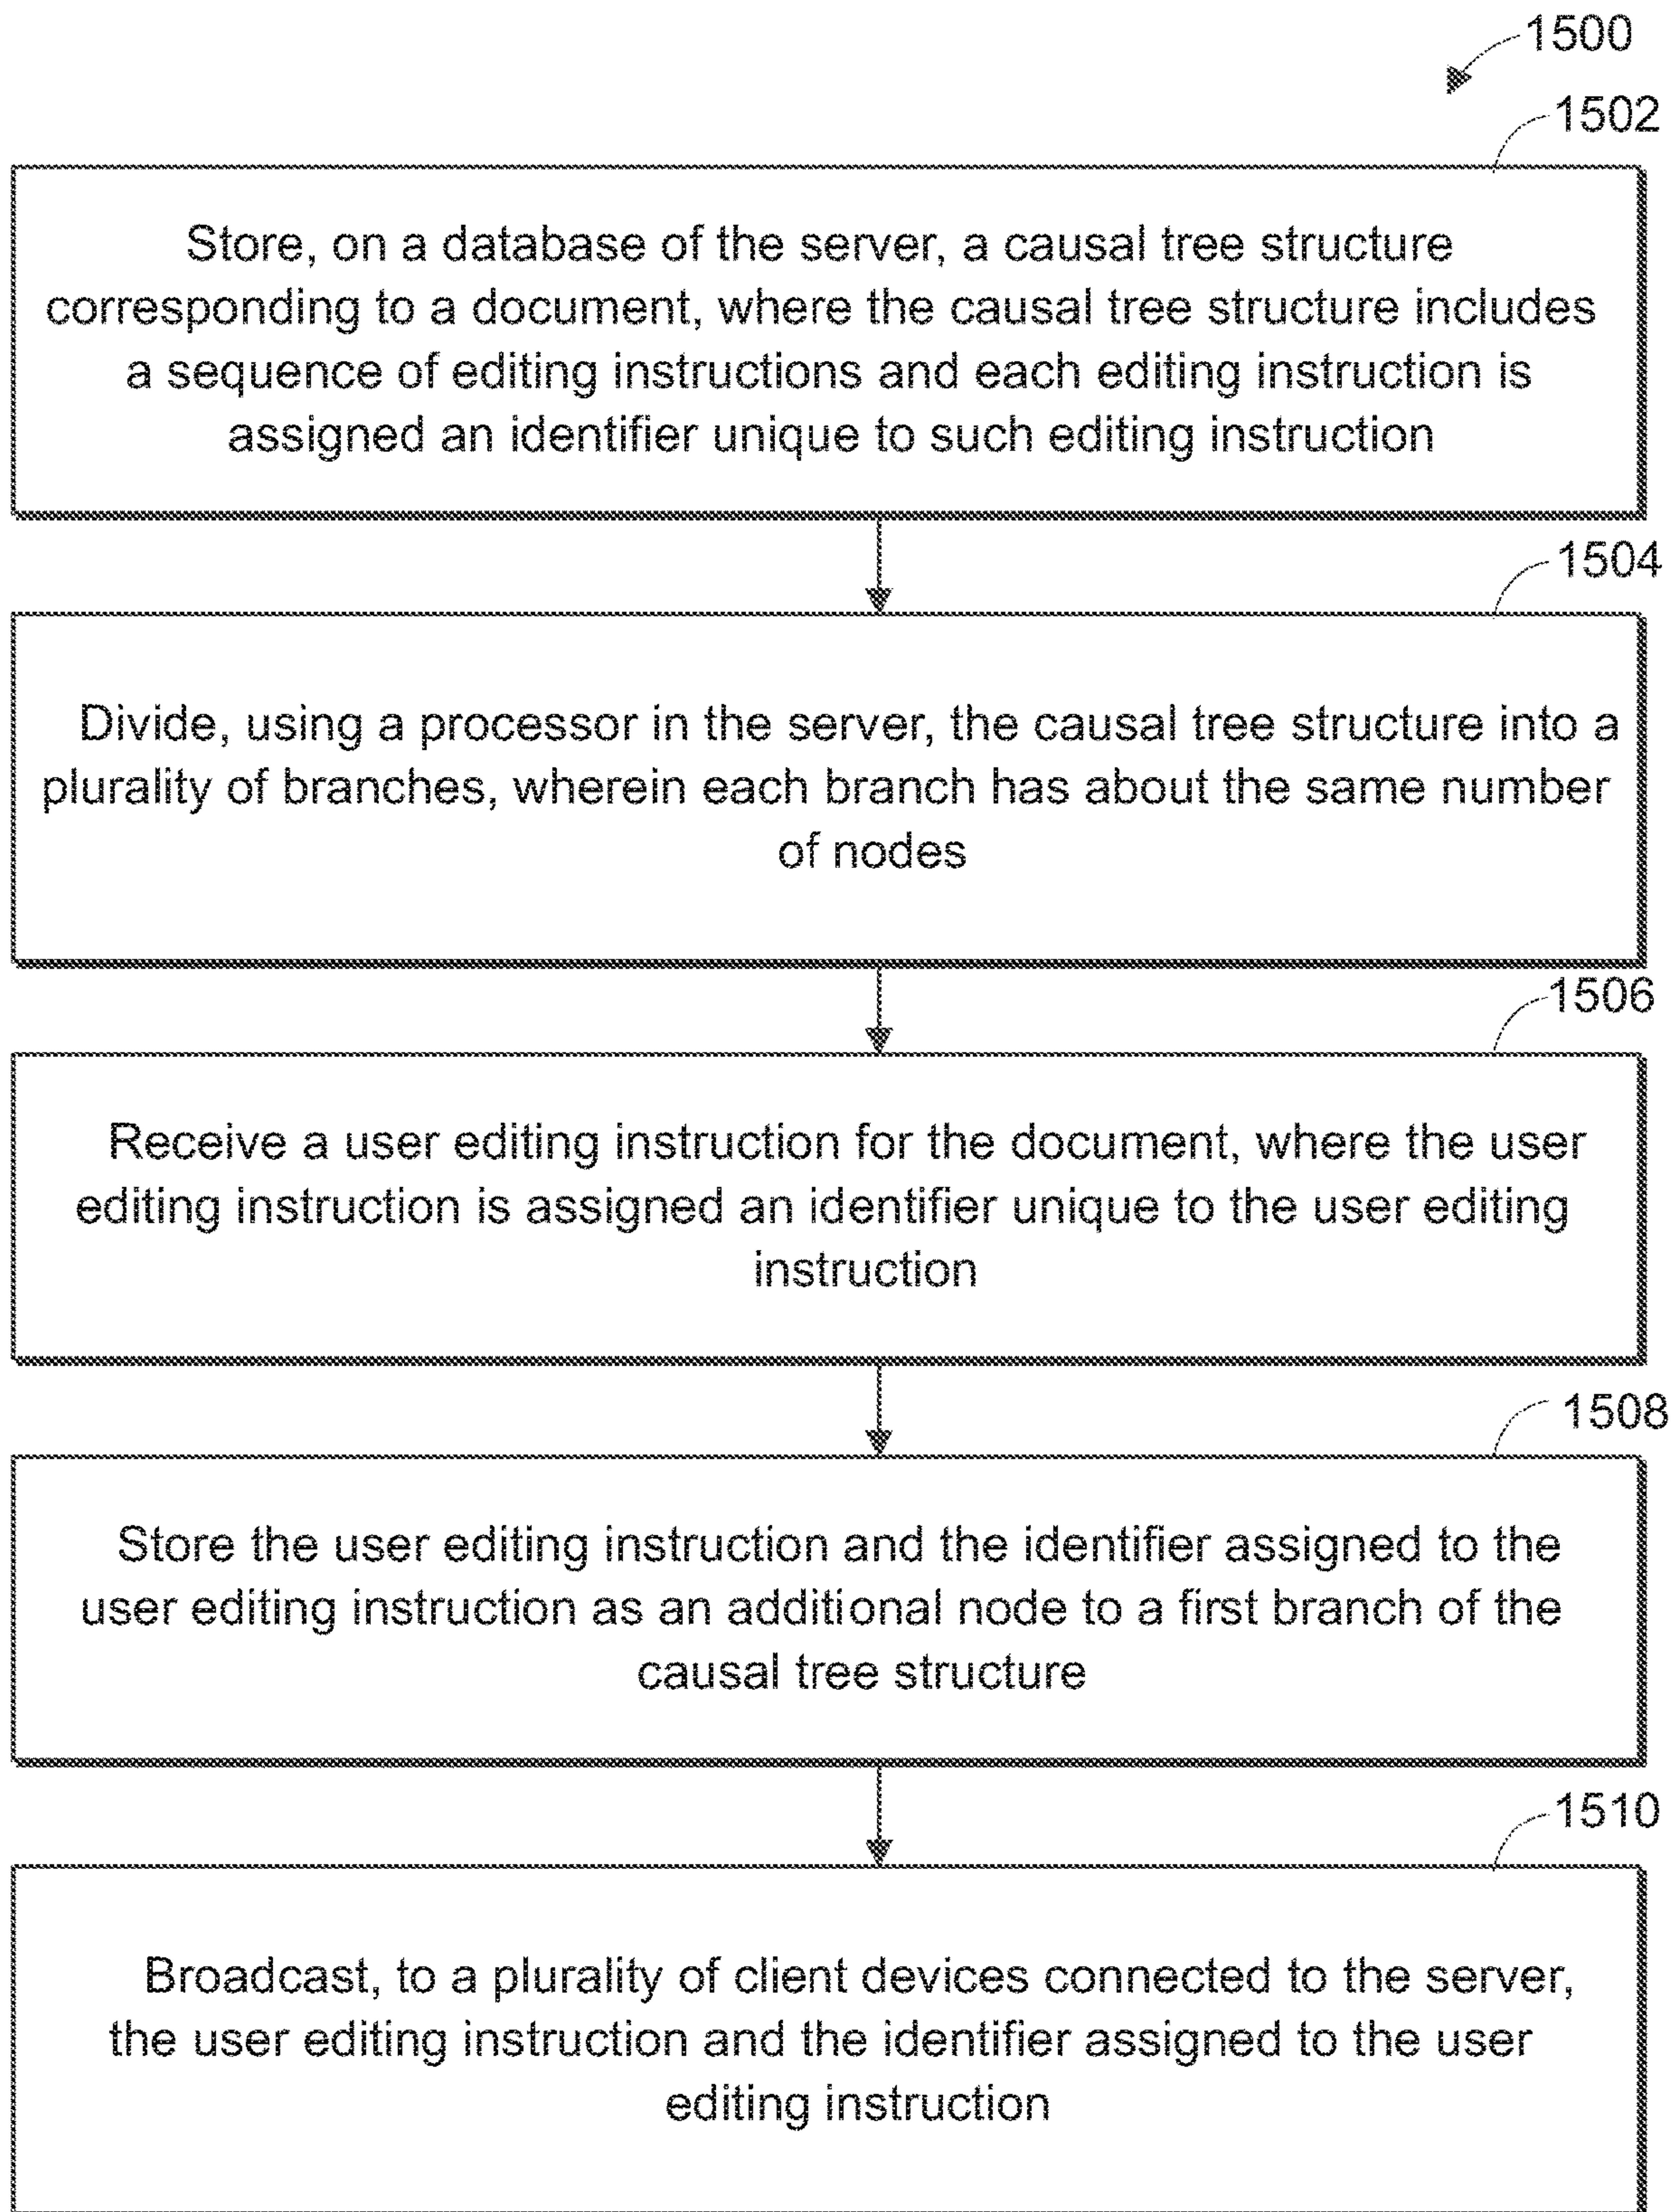 1500
1502
Store, on a database of the server, a causal tree structure
corresponding to a document, where the causal tree structure includes
a sequence of editing instructions and each editing instruction is
assigned an identifier unique to such editing instruction
1504
Divide, using a processor in the server, the causal tree structure into a
plurality of branches, wherein each branch has about the same number
of nodes
1506
Receive a user editing instruction for the document, where the user
editing instruction is assigned an identifier unique to the user editing
instruction
1508
Store the user editing instruction and the identifier assigned to the
user editing instruction as an additional node to a first branch of the
causal tree structure
1510
Broadcast, to a plurality of client devices connected to the server,
the user editing instruction and the identifier assigned to the user
editing instruction